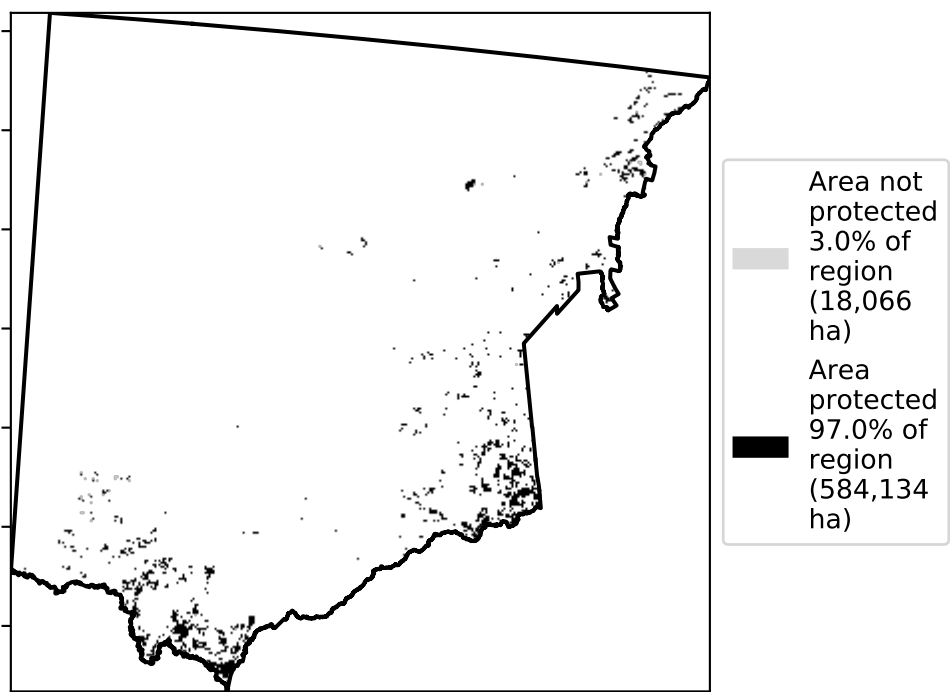 Area not
protected
3.0% of
region
(18,066
ha)
Area
protected
97.0% of
region
(584,134
ha)